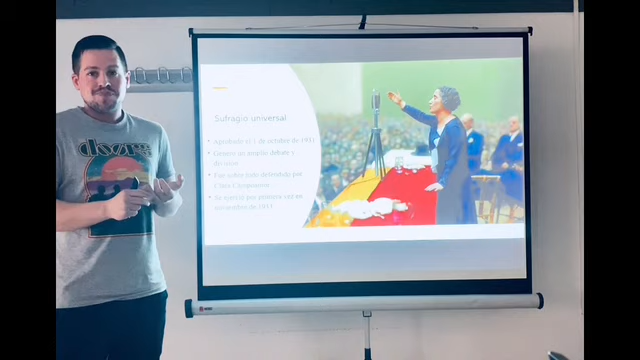 the doors
Sufragio universal
• Aprobado el 1 de octubre de 1931
• Generó un amplio debate y
división
• Fue sobre todo defendido por
Clara Campoamor
• Se ejerció por primera vez en
noviembre de 1933